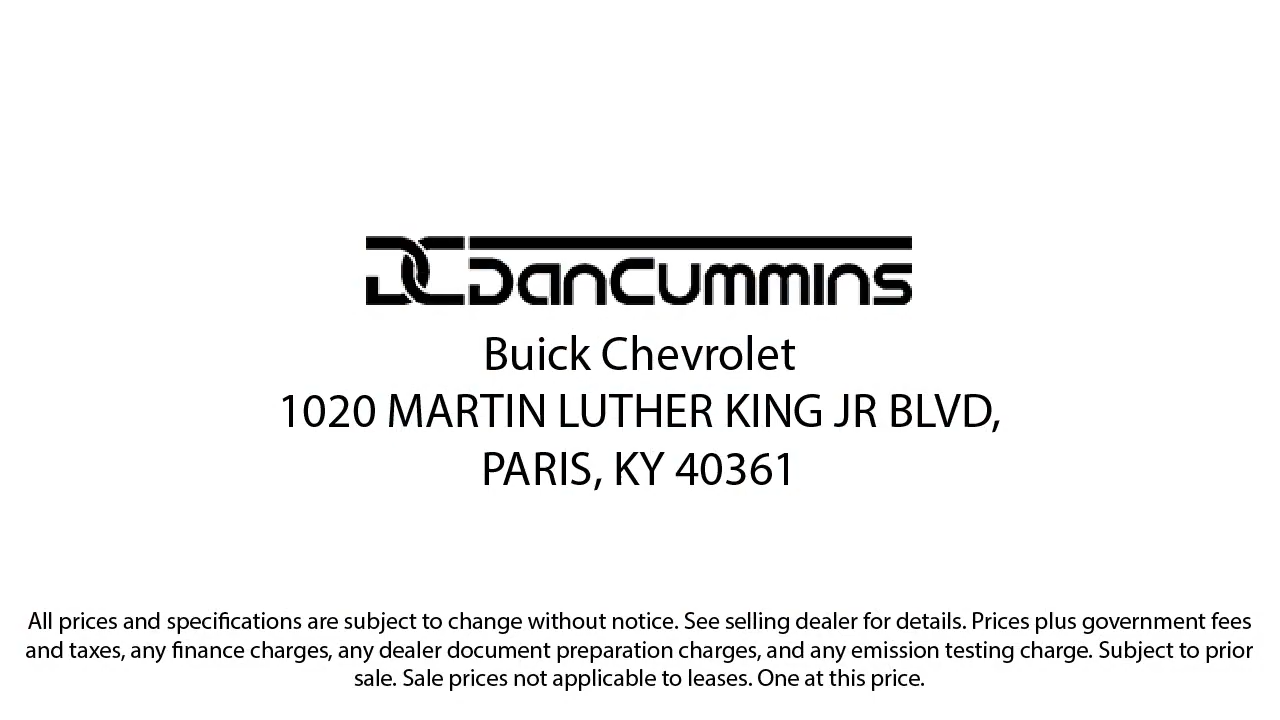 DC DanCummins
Buick Chevrolet
1020 MARTIN LUTHER KING JR BLVD,
PARIS, KY 40361
All prices and specifications are subject to change without notice. See selling dealer for details. Prices plus government fees
and taxes, any finance charges, any dealer document preparation charges, and any emission testing charge. Subject to prior
sale. Sale prices not applicable to leases. One at this price.